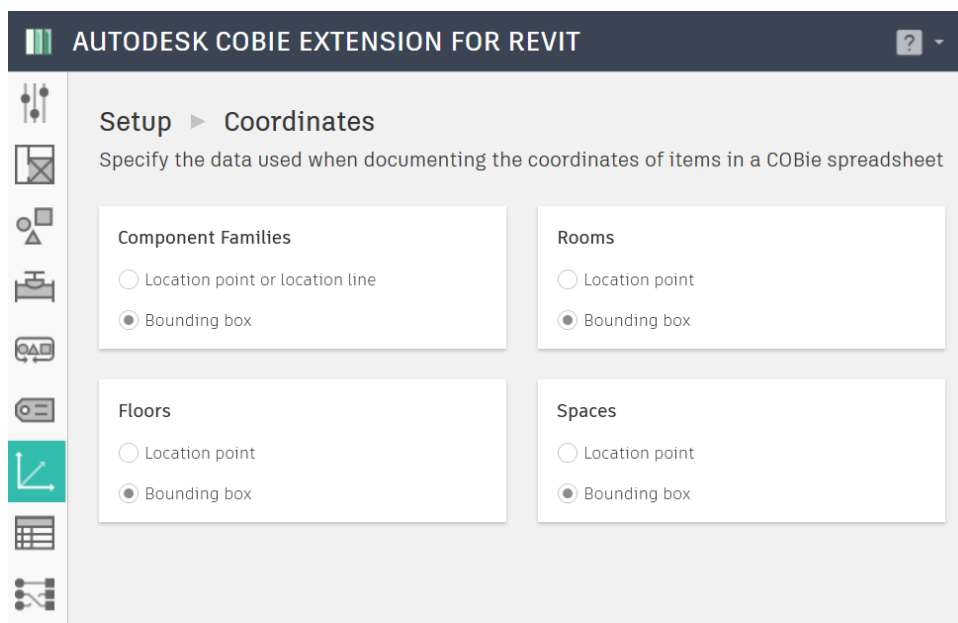 AUTODESK COBIE EXTENSION FOR REVIT
?
Setup ▶ Coordinates
Specify the data used when documenting the coordinates of items in a COBie spreadsheet
Component Families
Location point or location line
Bounding box
Rooms
Location point
Bounding box
Floors
Location point
Bounding box
Spaces
Location point
Bounding box